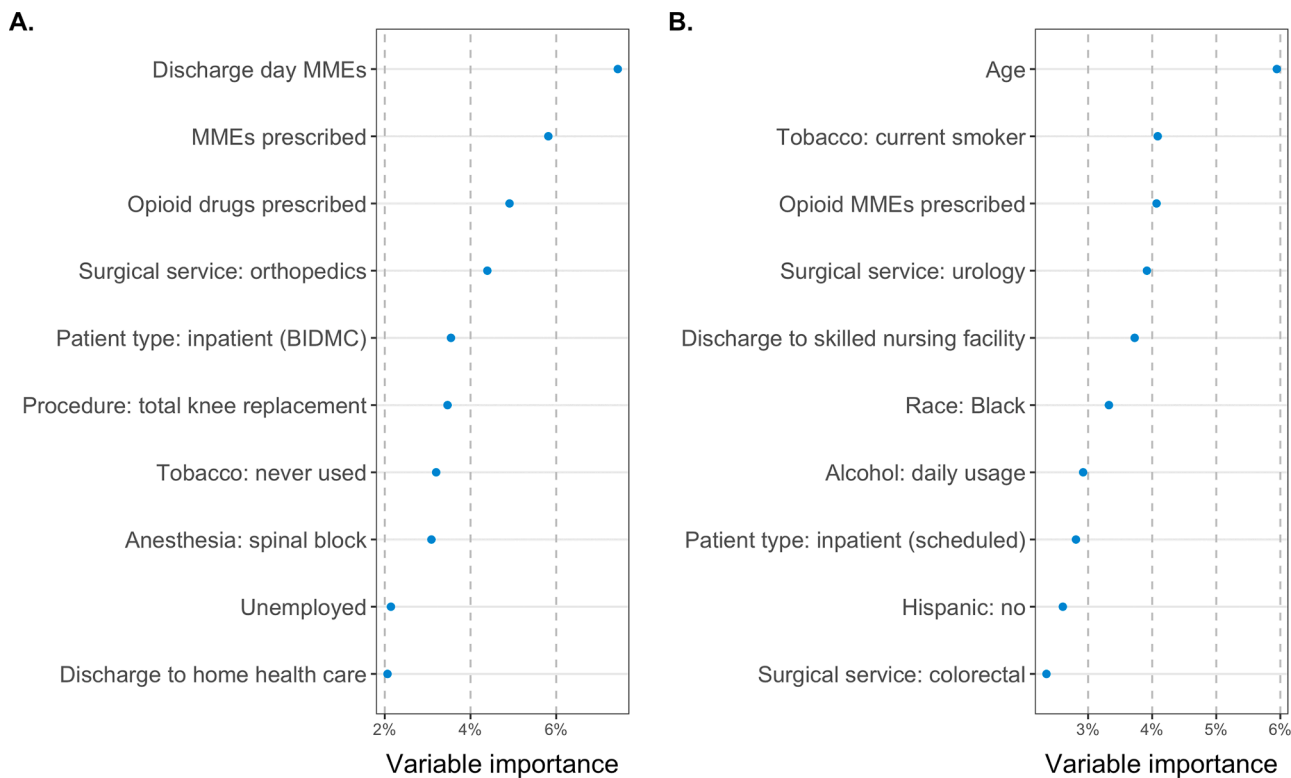 A.
Discharge day MMEs
MMEs prescribed
Opioid drugs prescribed
Surgical service: orthopedics
Patient type: inpatient (BIDMC)
Procedure: total knee replacement
Tobacco: never used
Anesthesia: spinal block
Unemployed
Discharge to home health care
2% 4% 6%
Variable importance
B.
Age
Tobacco: current smoker
Opioid MMEs prescribed
Surgical service: urology
Discharge to skilled nursing facility
Race: Black
Alcohol: daily usage
Patient type: inpatient (scheduled)
Hispanic: no
Surgical service: colorectal
3% 4% 5% 6%
Variable importance